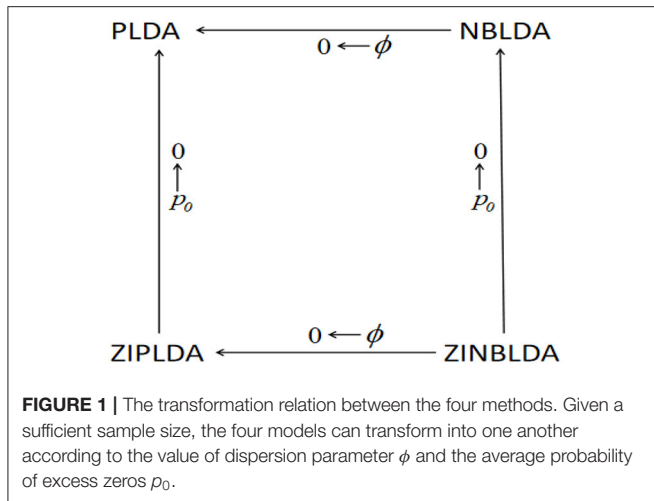 PLDA ← NBLDA
0 ← ϕ
0 0
↑ ↑
p₀ p₀
0 ← ϕ
ZIPLDA ← ZINBLDA
FIGURE 1 | The transformation relation between the four methods. Given a
sufficient sample size, the four models can transform into one another
according to the value of dispersion parameter ϕ and the average probability
of excess zeros p₀.